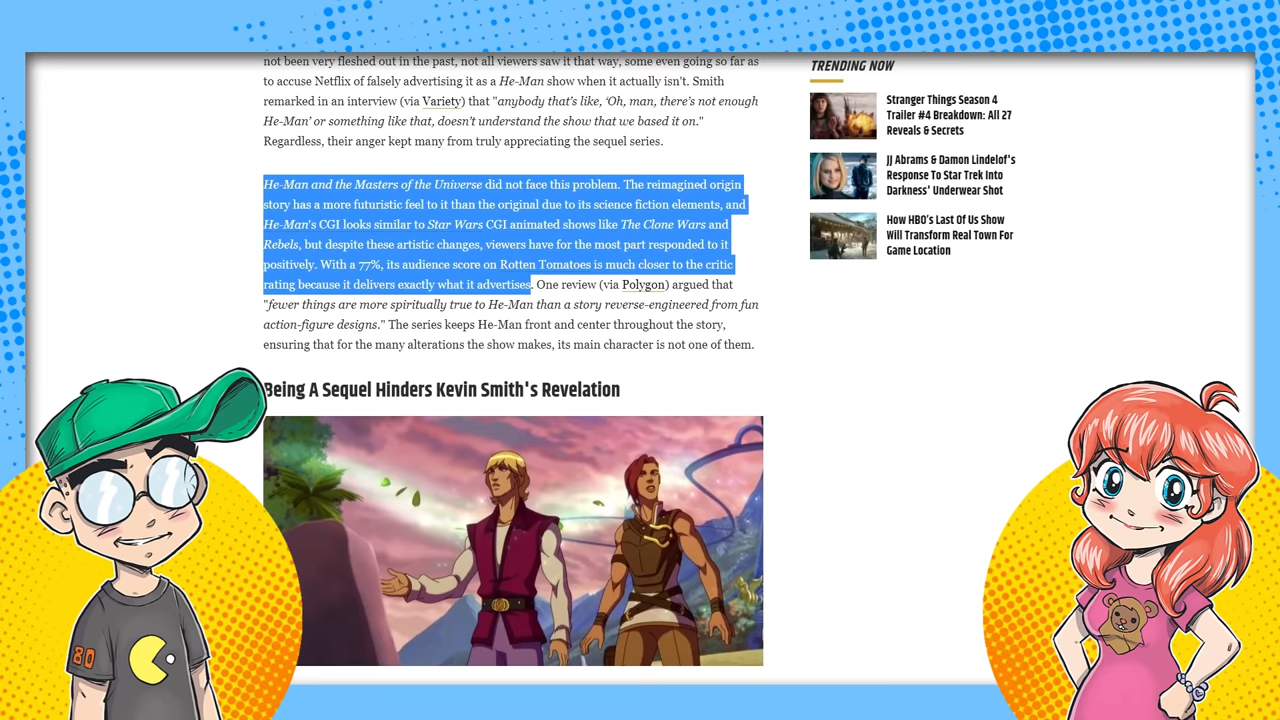 not been very fleshed out in the past, not all viewers saw it that way, some even going so far as
to accuse Netflix of falsely advertising it as a He-Man show when it actually isn't. Smith
remarked in an interview (via Variety) that "anybody that's like, 'Oh, man, there's not enough
He-Man' or something like that, doesn't understand the show that we based it on."
Regardless, their anger kept many from truly appreciating the sequel series.
He-Man and the Masters of the Universe did not face this problem. The reimagined origin
story has a more futuristic feel to it than the original due to its science fiction elements, and
He-Man's CGI looks similar to Star Wars CGI animated shows like The Clone Wars and
Rebels, but despite these artistic changes, viewers have for the most part responded to it
positively. With a 77%, its audience score on Rotten Tomatoes is much closer to the critic
rating because it delivers exactly what it advertises. One review (via Polygon) argued that
"fewer things are more spiritually true to He-Man than a story reverse-engineered from fun
action-figure designs." The series keeps He-Man front and center throughout the story,
ensuring that for the many alterations the show makes, its main character is not one of them.
Being A Sequel Hinders Kevin Smith's Revelation
TRENDING NOW
Stranger Things Season 4
Trailer #4 Breakdown: All 27
Reveals & Secrets
JJ Abrams & Damon Lindelof's
Response To Star Trek Into
Darkness' Underwear Shot
How HBO's Last Of Us Show
Will Transform Real Town For
Game Location
80